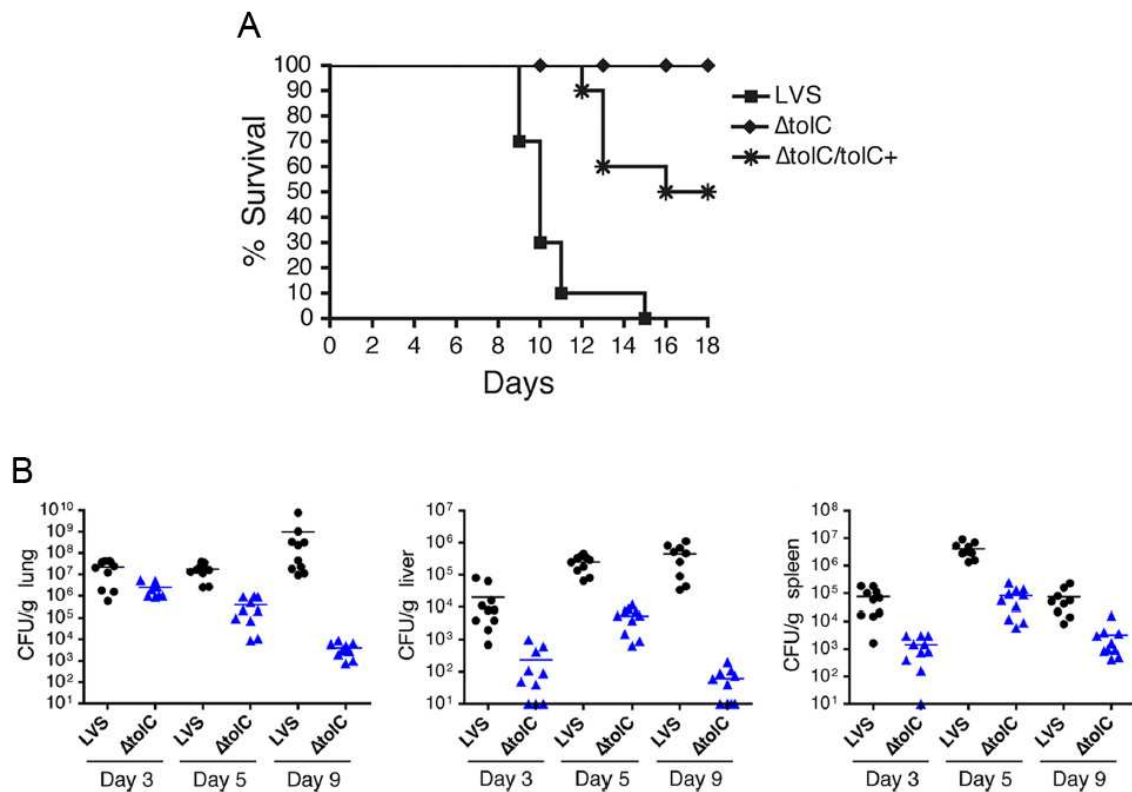 A
% Survival
100
90
80
70
60
50
40
30
20
10
0
0 2 4 6 8 10 12 14 16 18
Days
LVS
ΔtolC
ΔtolC/tolC+
B
CFU/g lung
10¹⁰
10⁹
10⁸
10⁷
10⁶
10⁵
10⁴
10³
10²
10¹
LVS ΔtolC LVS ΔtolC LVS ΔtolC
Day 3 Day 5 Day 9
CFU/g liver
10⁷
10⁶
10⁵
10⁴
10³
10²
10¹
LVS ΔtolC LVS ΔtolC LVS ΔtolC
Day 3 Day 5 Day 9
CFU/g spleen
10⁸
10⁷
10⁶
10⁵
10⁴
10³
10²
10¹
LVS ΔtolC LVS ΔtolC LVS ΔtolC
Day 3 Day 5 Day 9